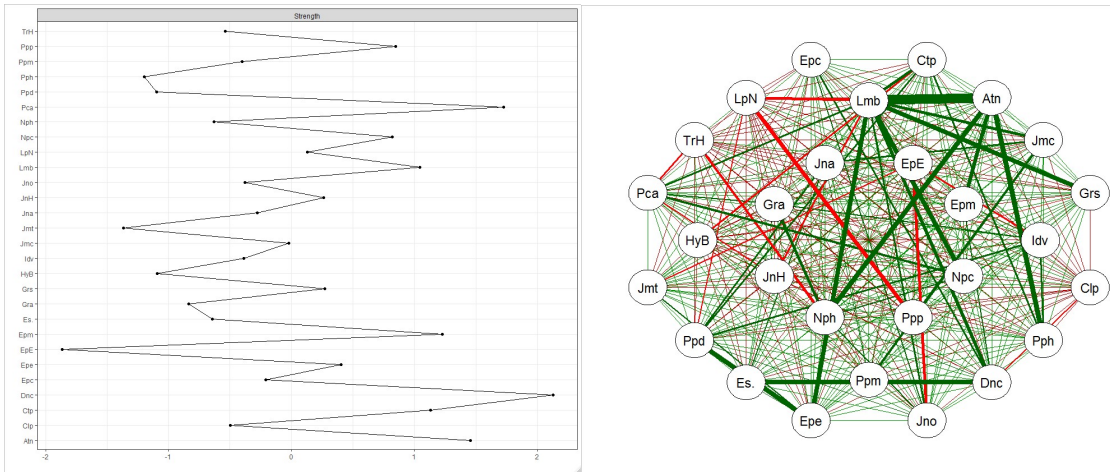 Strength
TrH
Ppp
Ppm
Pph
Ppd
Pca
Nph
Npc
LpN
Lmb
Jno
JnH
Jna
Jmt
Jmc
Idv
HyB
Grs
Gra
Es.
Epm
EpE
Epe
Epc
Dnc
Ctp
Clp
Atn
-2 -1 0 1 2
Epc Ctp
LpN Lmb Atn
TrH Jmc
Jna EpE
Pca Gra Epm Grs
HyB Idv
JnH Npc
Jmt Clp
Nph Ppp
Ppd Pph
Es. Ppm Dnc
Epe Jno